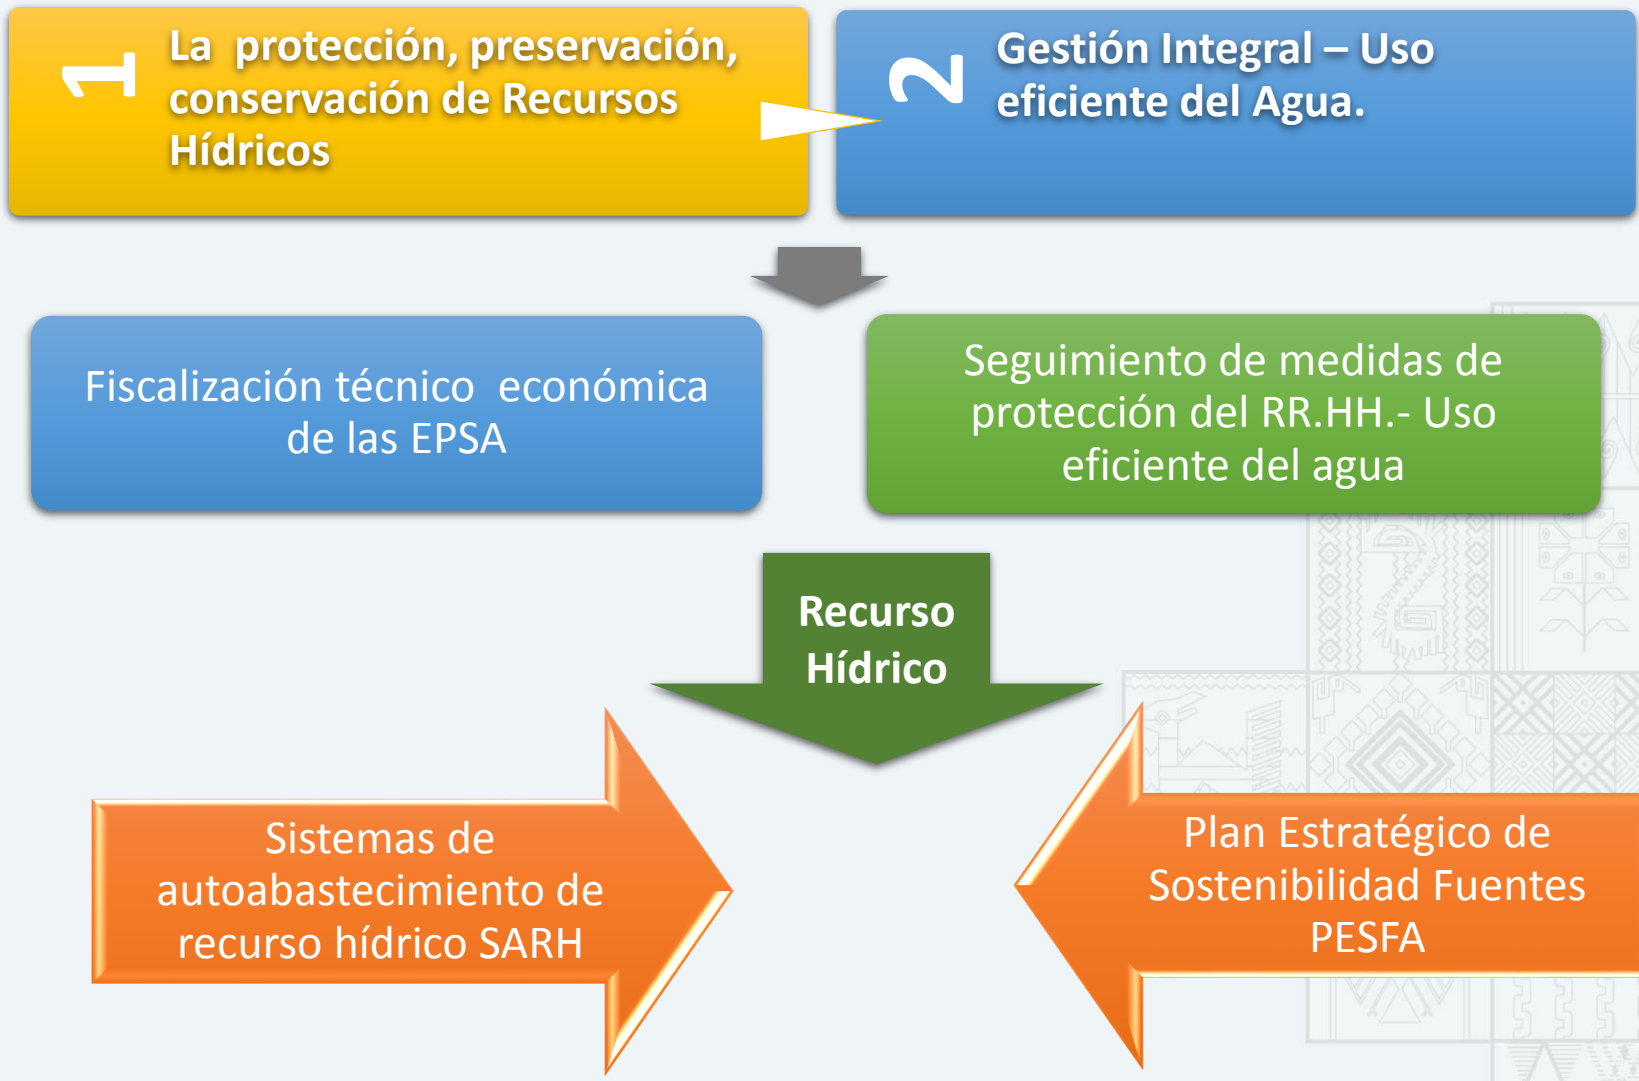 1
La protección, preservación,
conservación de Recursos
Hídricos
2
Gestión Integral – Uso
eficiente del Agua.
Fiscalización técnico económica
de las EPSA
Seguimiento de medidas de
protección del RR.HH.- Uso
eficiente del agua
Recurso
Hídrico
Sistemas de
autoabastecimiento de
recurso hídrico SARH
Plan Estratégico de
Sostenibilidad Fuentes
PESFA